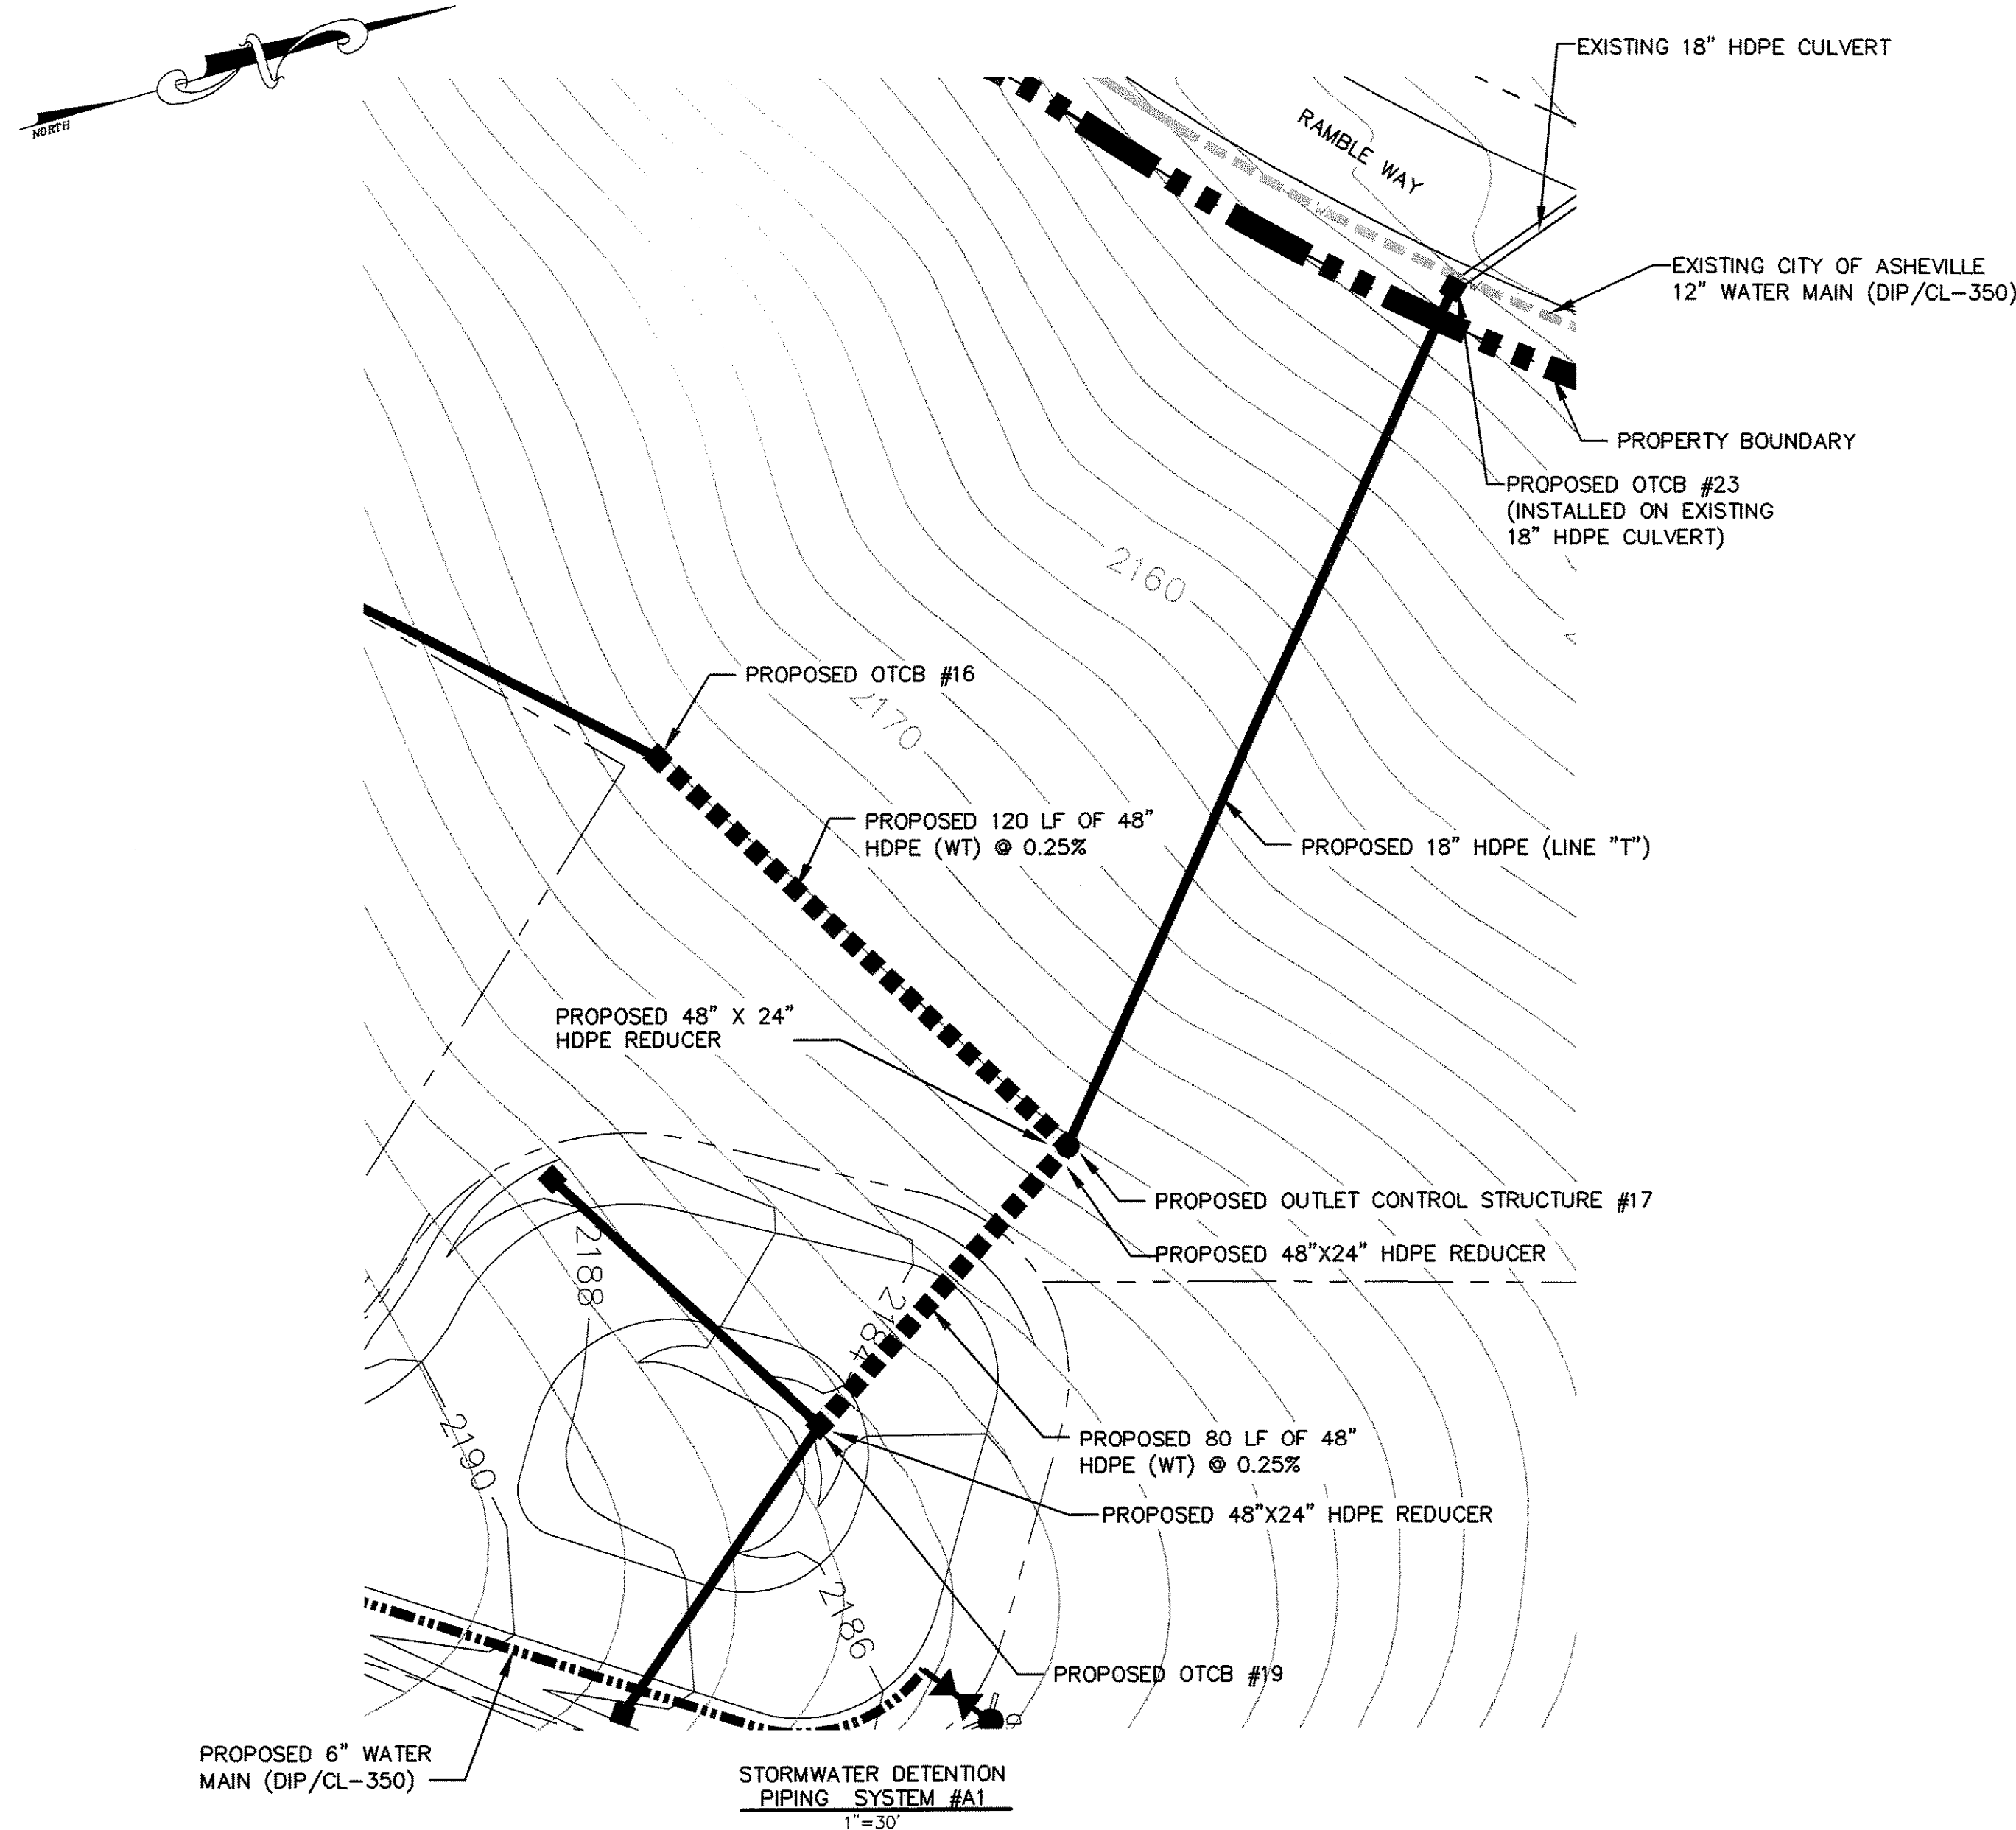 NORTH
EXISTING 18" HDPE CULVERT
RAMBLE WAY
W
EXISTING CITY OF ASHEVILLE
12" WATER MAIN (DIP/CL-350)
W
PROPERTY BOUNDARY
PROPOSED OTCB #23
(INSTALLED ON EXISTING
18" HDPE CULVERT)
2160
PROPOSED OTCB #16
2170
PROPOSED 120 LF OF 48"
HDPE (WT) @ 0.25%
PROPOSED 18" HDPE (LINE "T")
PROPOSED 48" X 24"
HDPE REDUCER
PROPOSED OUTLET CONTROL STRUCTURE #17
PROPOSED 48"X24" HDPE REDUCER
2188
2184
2190
PROPOSED 80 LF OF 48"
HDPE (WT) @ 0.25%
PROPOSED 48"X24" HDPE REDUCER
2186
PROPOSED OTCB #19
PROPOSED 6" WATER
MAIN (DIP/CL-350)
STORMWATER DETENTION
PIPING SYSTEM #A1
1"=30'